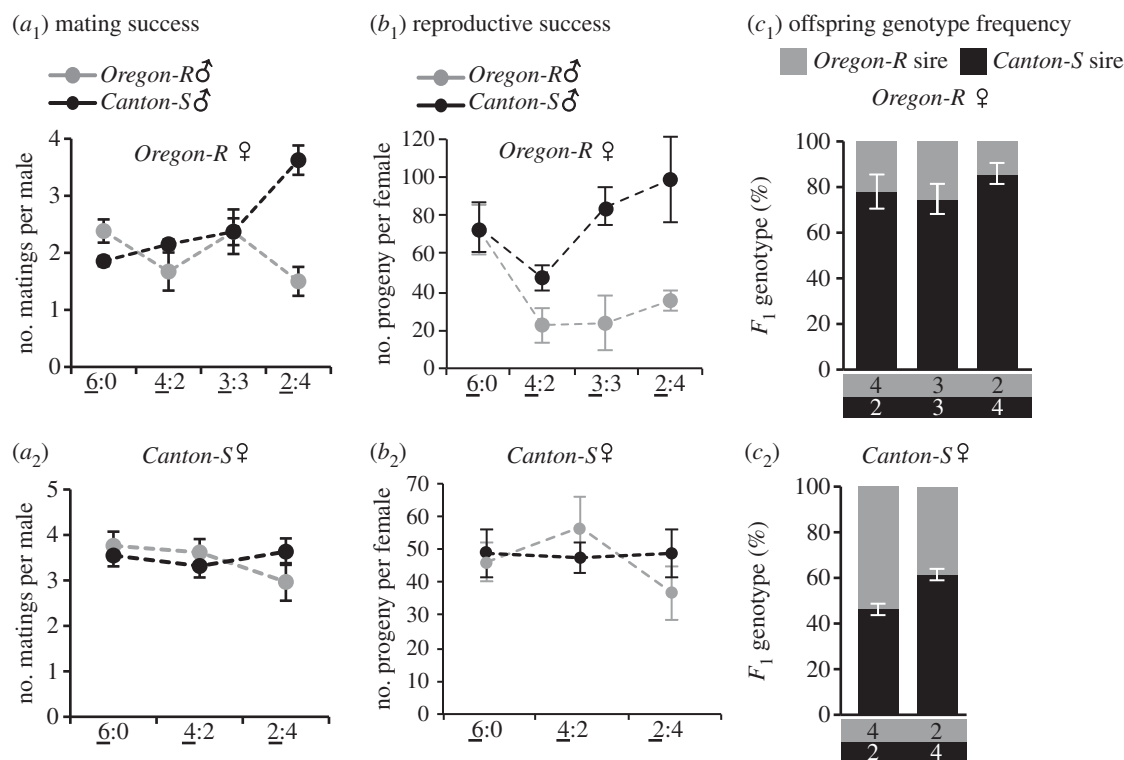 (a1) mating success
Oregon-R♂
Canton-S♂
Oregon-R ♀
no. matings per male
4
3
2
1
0
6:0 4:2 3:3 2:4
(b1) reproductive success
Oregon-R♂
Canton-S♂
Oregon-R ♀
no. progeny per female
120
100
80
60
40
20
0
6:0 4:2 3:3 2:4
(c1) offspring genotype frequency
Oregon-R sire Canton-S sire
Oregon-R ♀
F1 genotype (%)
100
80
60
40
20
0
4 3 2
2 3 4
(a2)
Canton-S♀
no. matings per male
5
4
3
2
1
0
6:0 4:2 2:4
(b2)
Canton-S♀
no. progeny per female
70
60
50
40
30
20
10
0
6:0 4:2 2:4
(c2)
Canton-S♀
F1 genotype (%)
100
80
60
40
20
0
4 2
2 4